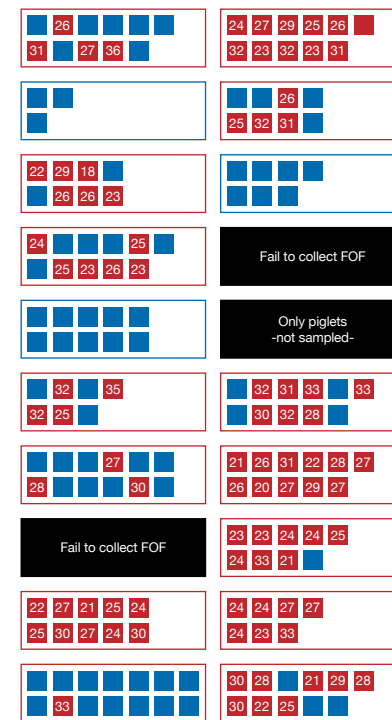 26
31 27 36
24 27 29 25 26
32 23 32 23 31
26
25 32 31
22 29 18
26 26 23
24 25
25 23 26 23
Fail to collect FOF
Only piglets
-not sampled-
32 35
32 25
32 31 33 33
30 32 28
27
28 30
21 26 31 22 28 27
26 20 27 29 27
Fail to collect FOF
23 23 24 24 25
24 33 21
22 27 21 25 24
25 30 27 24 30
24 24 27 27
24 23 33
33
30 28 21 29 28
30 22 25